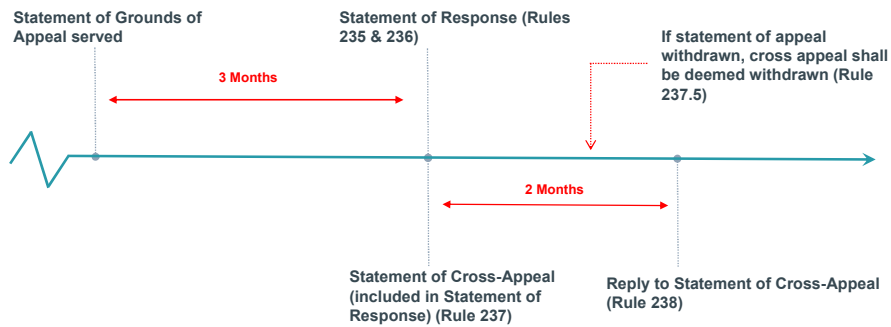 Statement of Grounds of
Appeal served
Statement of Response (Rules
235 & 236)
If statement of appeal
withdrawn, cross appeal shall
be deemed withdrawn (Rule
237.5)
3 Months
2 Months
Statement of Cross-Appeal
(included in Statement of
Response) (Rule 237)
Reply to Statement of Cross-Appeal
(Rule 238)